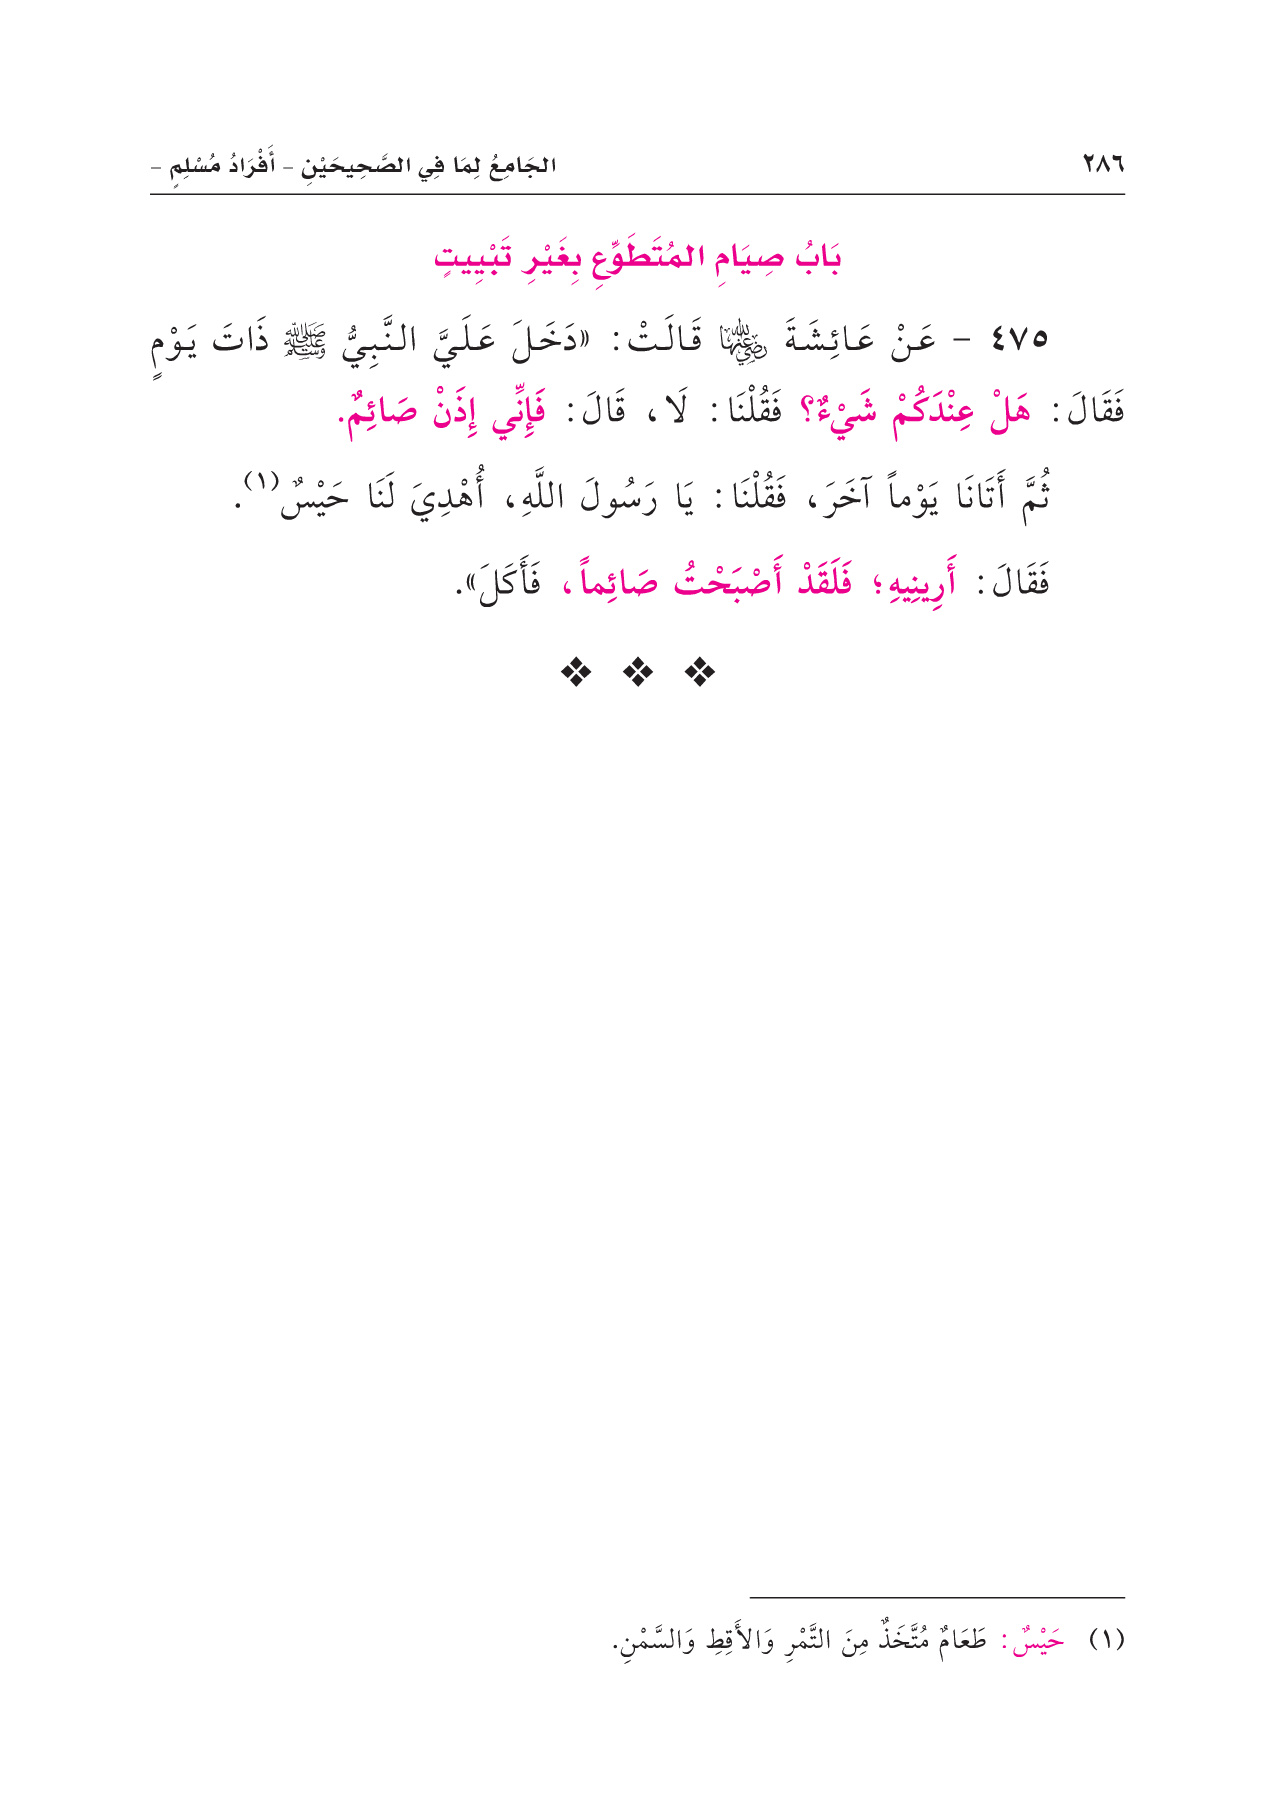 ٢٨٦
الجَامِعُ لِمَا فِي الصَّحِيحَيْنِ - أَفْرَادُ مُسْلِمٍ -
بَابُ صِيَامِ المُتَطَوِّعِ بِغَيْرِ تَبْيِيتٍ
٤٧٥ - عَنْ عَائِشَةَ رضي الله عنها قَالَتْ: «دَخَلَ عَلَيَّ النَّبِيُّ ﷺ ذَاتَ يَوْمٍ
فَقَالَ: هَلْ عِنْدَكُمْ شَيْءٌ؟ فَقُلْنَا: لَا، قَالَ: فَإِنِّي إِذَنْ صَائِمٌ.
ثُمَّ أَتَانَا يَوْماً آخَرَ، فَقُلْنَا: يَا رَسُولَ اللَّهِ، أُهْدِيَ لَنَا حَيْسٌ(١).
فَقَالَ: أَرِينِيهِ؛ فَلَقَدْ أَصْبَحْتُ صَائِماً، فَأَكَلَ».
(١) حَيْسٌ: طَعَامٌ مُتَّخَذٌ مِنَ التَّمْرِ وَالأَقِطِ وَالسَّمْنِ.